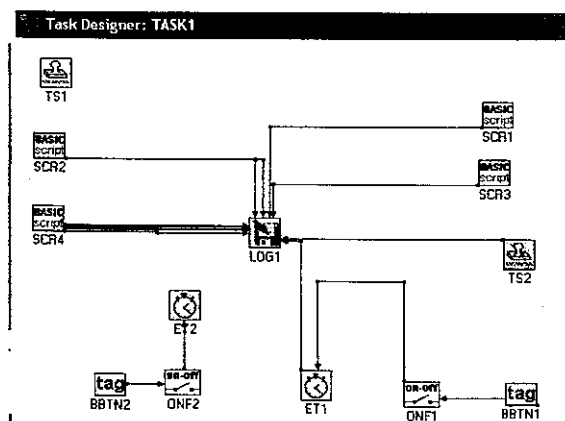 Task Designer: TASK1
TS1
BASIC
script
SCR1
BASIC
script
SCR2
BASIC
script
SCR3
BASIC
script
SCR4
LOG1
TS2
ET2
tag
BBTN2
ON-OFF
ONF2
ET1
ON-OFF
ONF1
tag
BBTN1